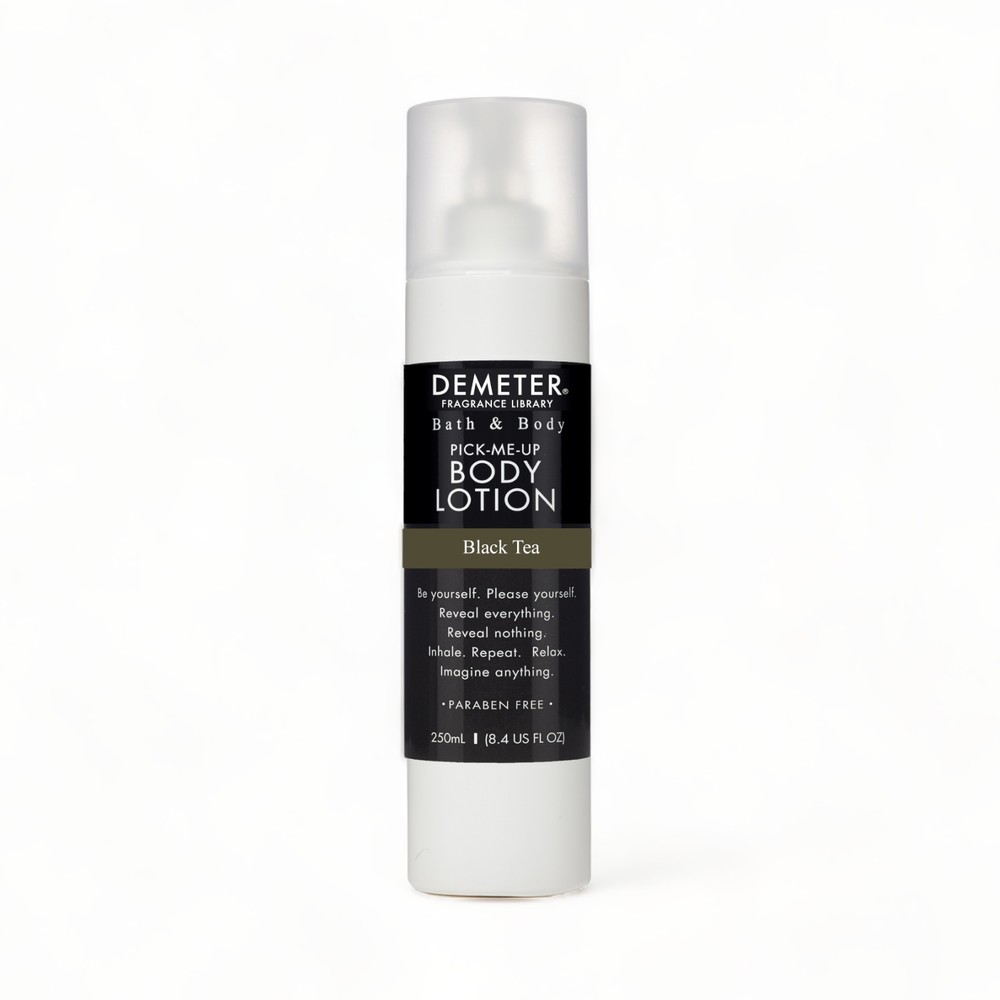 DEMETER®
FRAGRANCE LIBRARY
Bath & Body
PICK-ME-UP
BODY
LOTION
Black Tea
Be yourself. Please yourself.
Reveal everything.
Reveal nothing.
Inhale. Repeat. Relax.
Imagine anything.
• PARABEN FREE •
250mL | (8.4 US FL OZ)